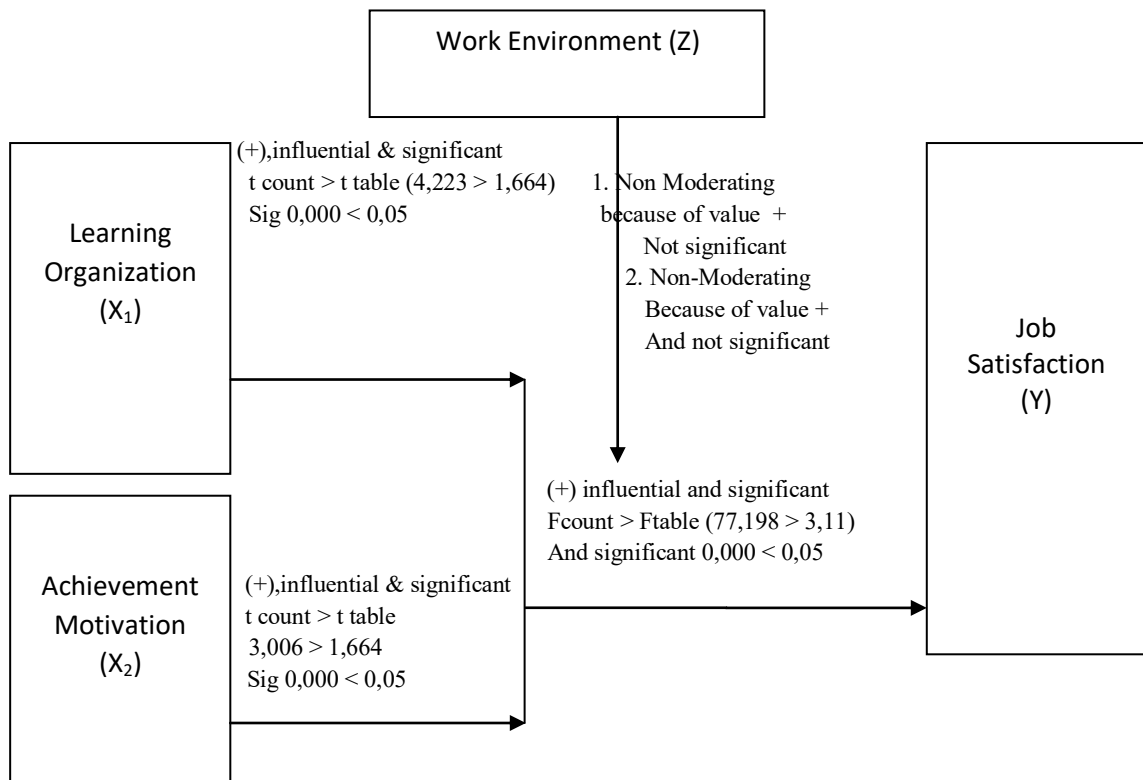 Work Environment (Z)
(+),influential & significant
t count > t table (4,223 > 1,664)
Sig 0,000 < 0,05
1. Non Moderating
because of value +
Not significant
2. Non-Moderating
Because of value +
And not significant
Learning
Organization
(X₁)
Job
Satisfaction
(Y)
(+) influential and significant
Fcount > Ftable (77,198 > 3,11)
And significant 0,000 < 0,05
Achievement
Motivation
(X₂)
(+),influential & significant
t count > t table
3,006 > 1,664
Sig 0,000 < 0,05